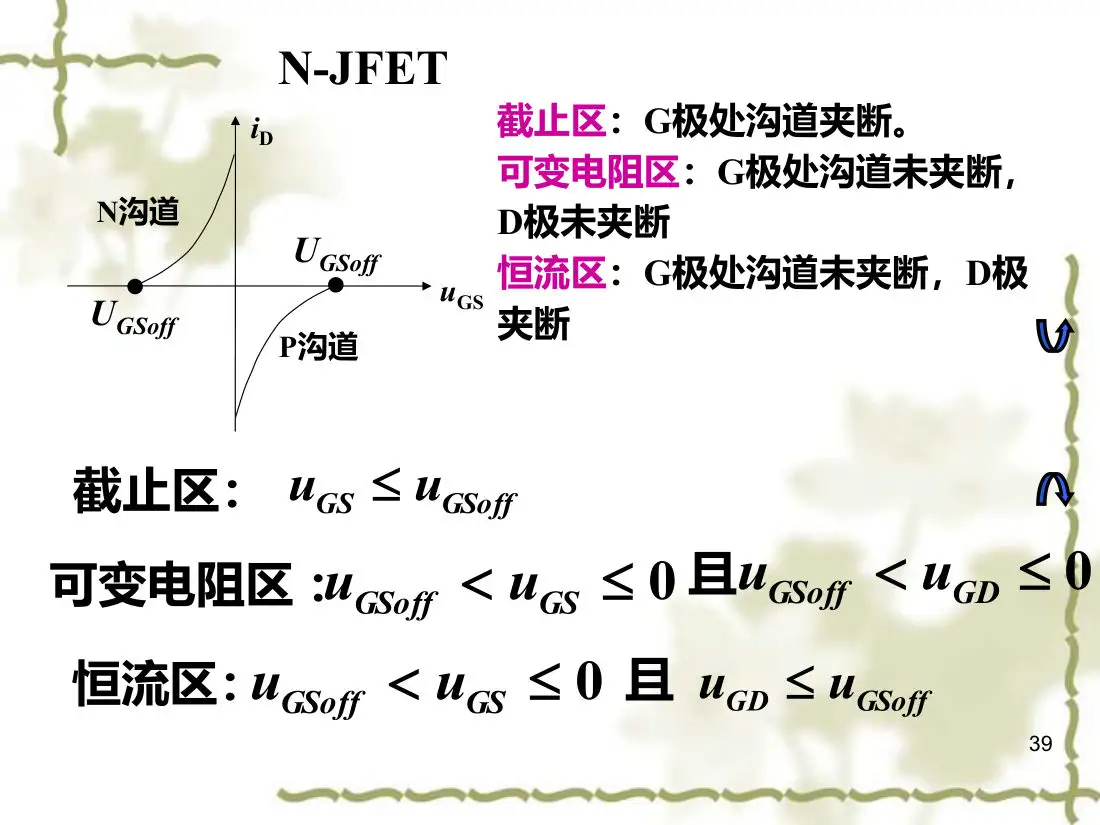 N-JFET
iD
N沟道
UGSoff
UGSoff
uGS
P沟道
截止区：G极处沟道夹断。
可变电阻区：G极处沟道未夹断，
D极未夹断
恒流区：G极处沟道未夹断，D极
夹断
截止区： uGS ≤ uGSoff
可变电阻区：uGSoff < uGS ≤ 0 且uGSoff < uGD ≤ 0
恒流区：uGSoff < uGS ≤ 0 且 uGD ≤ uGSoff
39